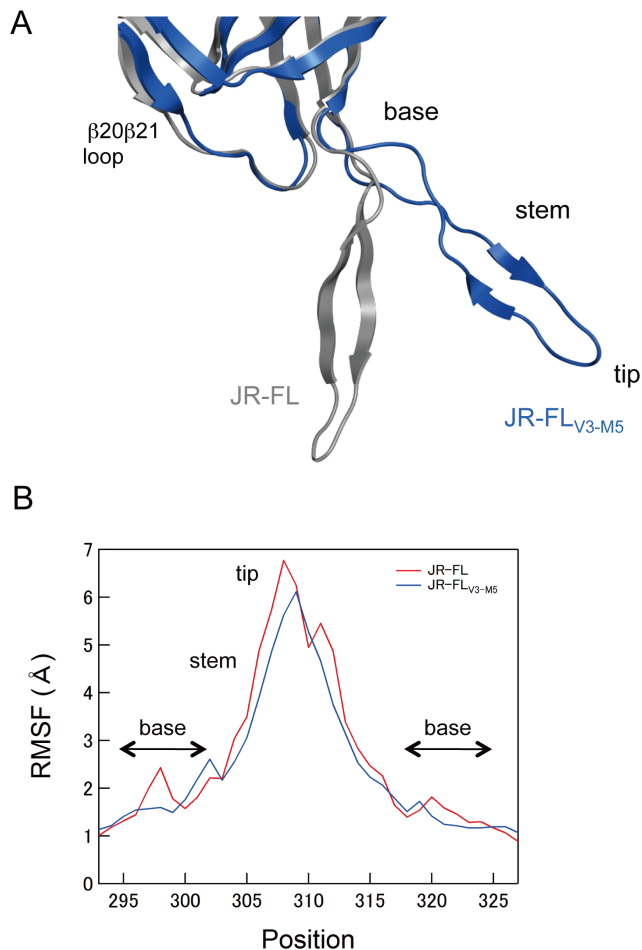 A
β20β21
loop
base
stem
tip
JR-FL
JR-FLV3-M5
B
7
6
5
4
3
2
1
0
RMSF (Å)
tip
stem
base
base
JR-FL
JR-FLV3-M5
295
300
305
310
315
320
325
Position